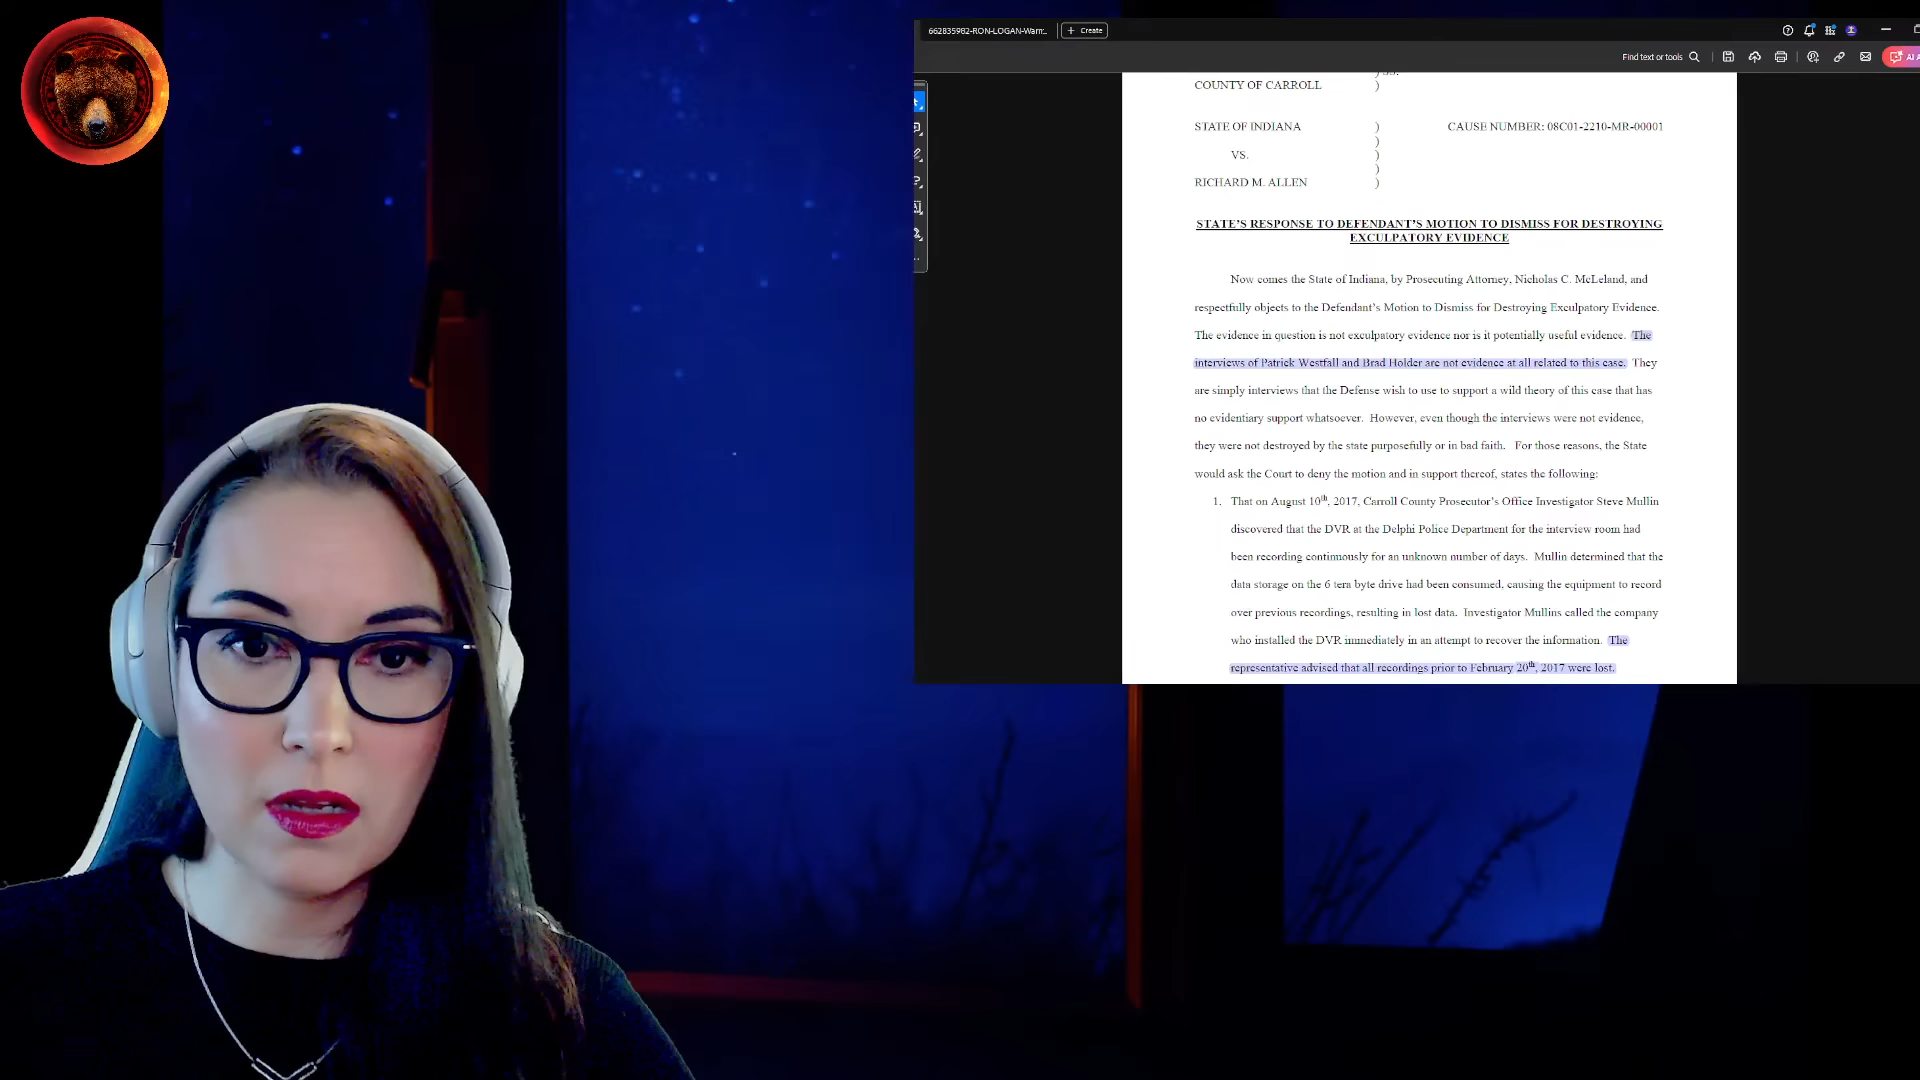 662835982-RON-LOGAN-Warr...
Create
Find text or tools
COUNTY OF CARROLL )
STATE OF INDIANA ) CAUSE NUMBER: 08C01-2210-MR-00001
)
VS. )
)
RICHARD M. ALLEN )
STATE'S RESPONSE TO DEFENDANT'S MOTION TO DISMISS FOR DESTROYING
EXCULPATORY EVIDENCE
Now comes the State of Indiana, by Prosecuting Attorney, Nicholas C. McLeland, and
respectfully objects to the Defendant's Motion to Dismiss for Destroying Exculpatory Evidence.
The evidence in question is not exculpatory evidence nor is it potentially useful evidence. The
interviews of Patrick Westfall and Brad Holder are not evidence at all related to this case. They
are simply interviews that the Defense wish to use to support a wild theory of this case that has
no evidentiary support whatsoever. However, even though the interviews were not evidence,
they were not destroyed by the state purposefully or in bad faith. For those reasons, the State
would ask the Court to deny the motion and in support thereof, states the following:
1. That on August 10th, 2017, Carroll County Prosecutor's Office Investigator Steve Mullin
discovered that the DVR at the Delphi Police Department for the interview room had
been recording continuously for an unknown number of days. Mullin determined that the
data storage on the 6 tera byte drive had been consumed, causing the equipment to record
over previous recordings, resulting in lost data. Investigator Mullins called the company
who installed the DVR immediately in an attempt to recover the information. The
representative advised that all recordings prior to February 20th, 2017 were lost.